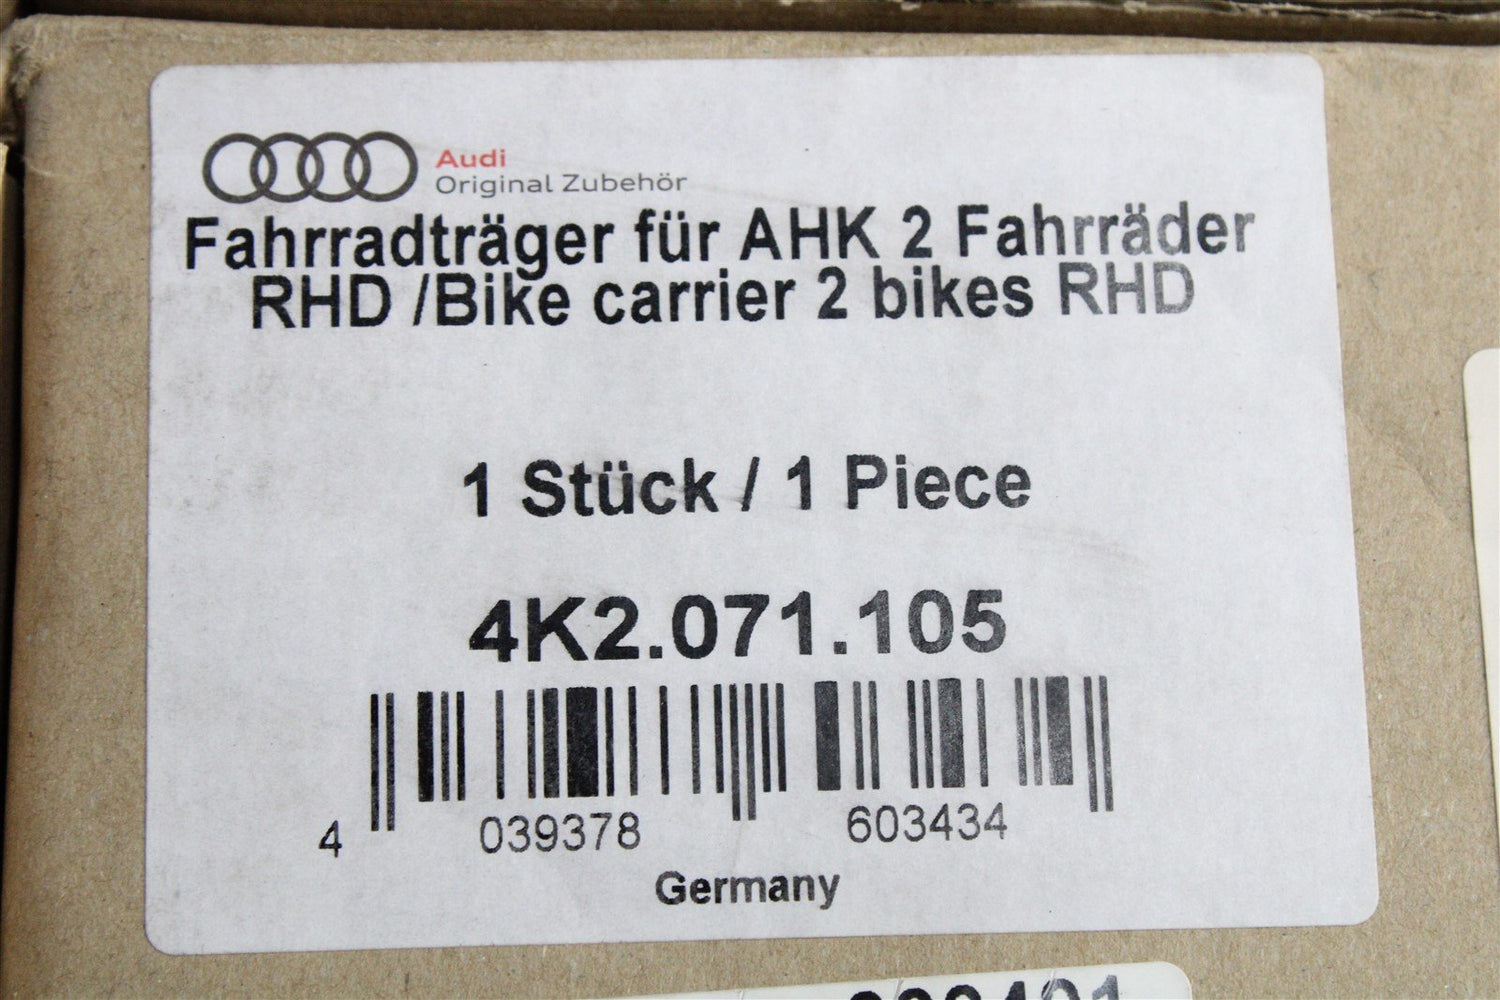 Audi
Original Zubehör
Fahrradträger für AHK 2 Fahrräder
RHD /Bike carrier 2 bikes RHD
1 Stück / 1 Piece
4K2.071.105
4 039378 603434
Germany